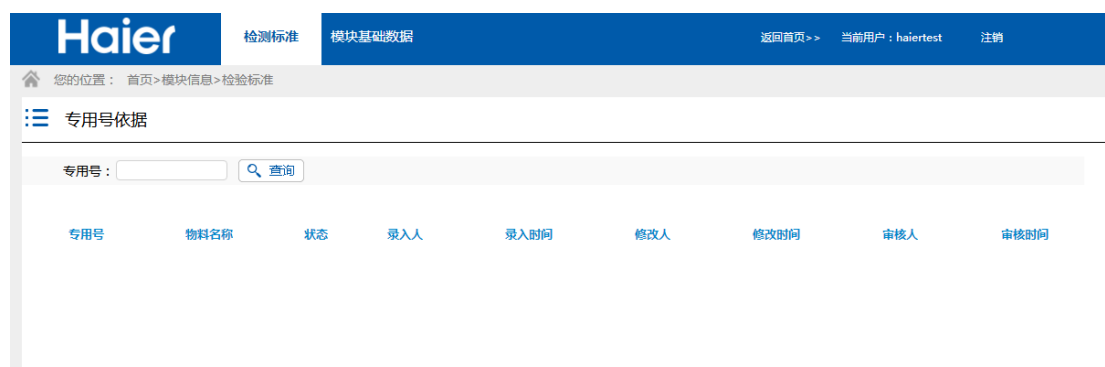 Haier 检测标准 模块基础数据 返回首页>> 当前用户：haiertest 注销
您的位置： 首页>模块信息>检验标准
专用号依据
专用号： 查询
专用号 物料名称 状态 录入人 录入时间 修改人 修改时间 审核人 审核时间